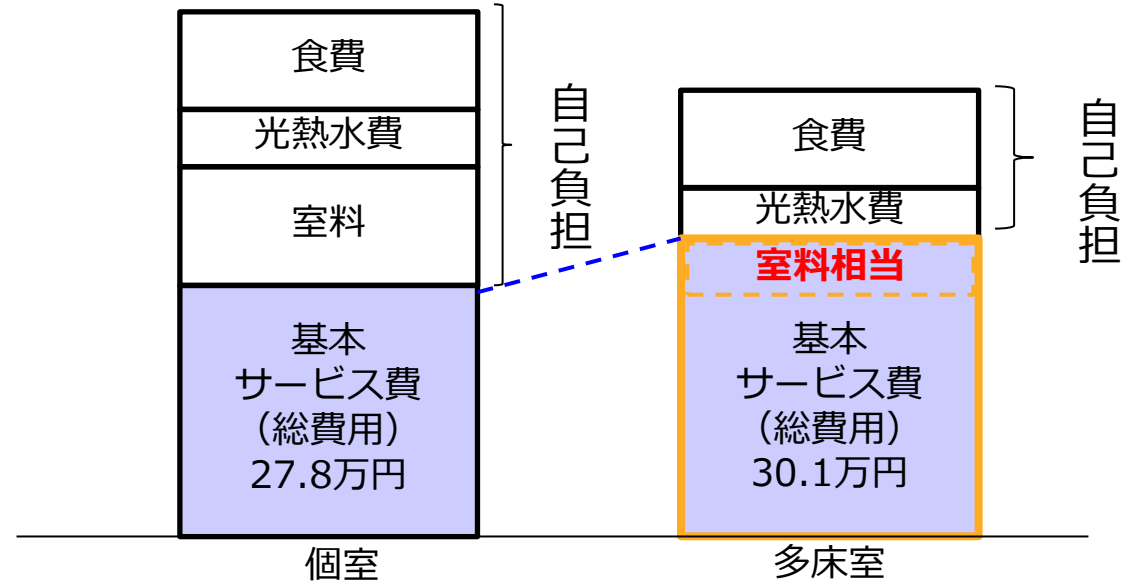 食費
光熱水費
室料
自己負担
基本
サービス費
（総費用）
27.8万円
個室
食費
光熱水費
自己負担
室料相当
基本
サービス費
（総費用）
30.1万円
多床室